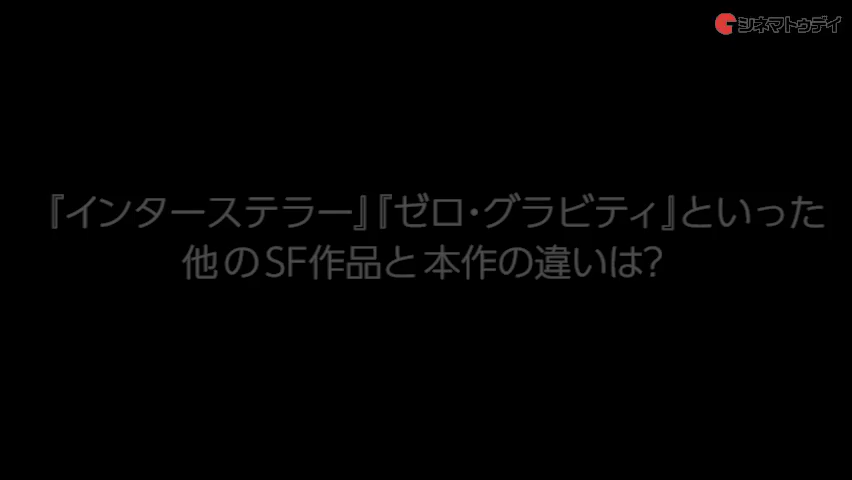 シネマトゥデイ
『インターステラー』『ゼロ・グラビティ』といった
他のSF作品と本作の違いは?